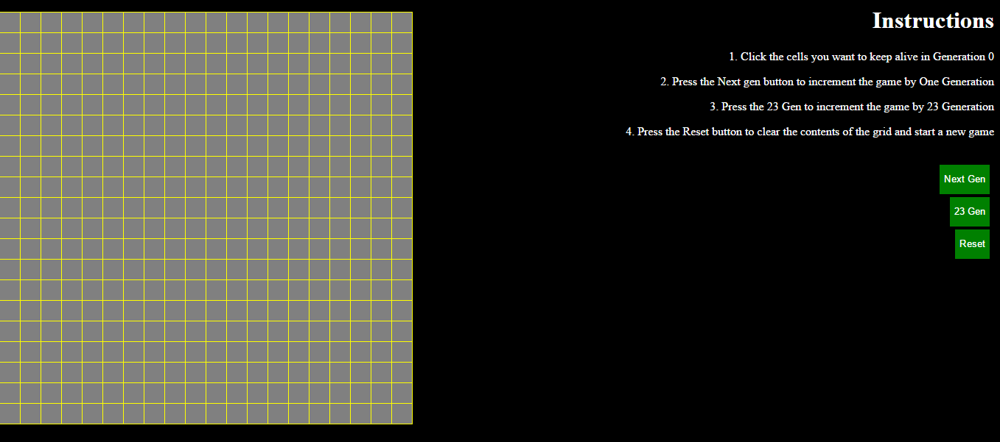 Instructions
1. Click the cells you want to keep alive in Generation 0
2. Press the Next gen button to increment the game by One Generation
3. Press the 23 Gen to increment the game by 23 Generation
4. Press the Reset button to clear the contents of the grid and start a new game
Next Gen
23 Gen
Reset